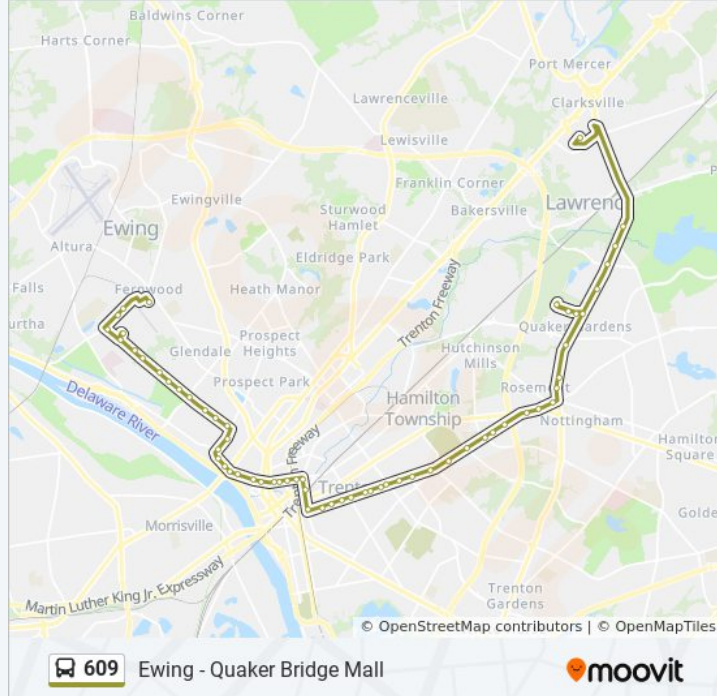 Baldwins Corner
Harts Corner
Port Mercer
Clarksville
Lawrenceville
Lewisville
Franklin Corner
Ewingville
Sturwood
Hamlet
Bakersville
Lawrenc
Ewing
Altura
Eldridge Park
Falls
Fernwood
Heath Manor
Trenton Freeway
Quaker Gardens
Prospect
Heights
Glendale
Hutchinson
Mills
Prospect Park
Rosemont
Delaware River
Hamilton
Township
Nottingham
Hamilton
Square
Trenton
Morrisville
Golde
Martin Luther King Jr. Expressway
Trenton
Gardens
© OpenStreetMap contributors | © OpenMapTiles
609 Ewing - Quaker Bridge Mall
moovit